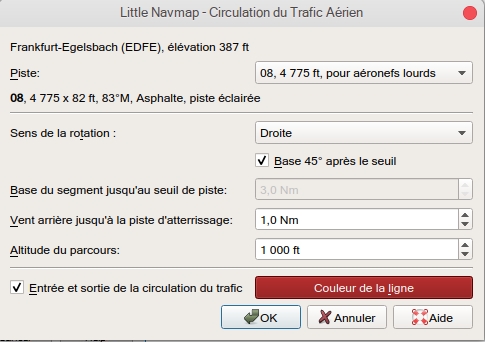 Little Navmap - Circulation du Trafic Aérien
Frankfurt-Egelsbach (EDFE), élévation 387 ft
Piste: 08, 4 775 ft, pour aéronefs lourds
08, 4 775 x 82 ft, 83°M, Asphalte, piste éclairée
Sens de la rotation : Droite
Base 45° après le seuil
Base du segment jusqu'au seuil de piste: 3,0 Nm
Vent arrière jusqu'à la piste d'atterrissage: 1,0 Nm
Altitude du parcours: 1 000 ft
Entrée et sortie de la circulation du trafic Couleur de la ligne
OK Annuler Aide